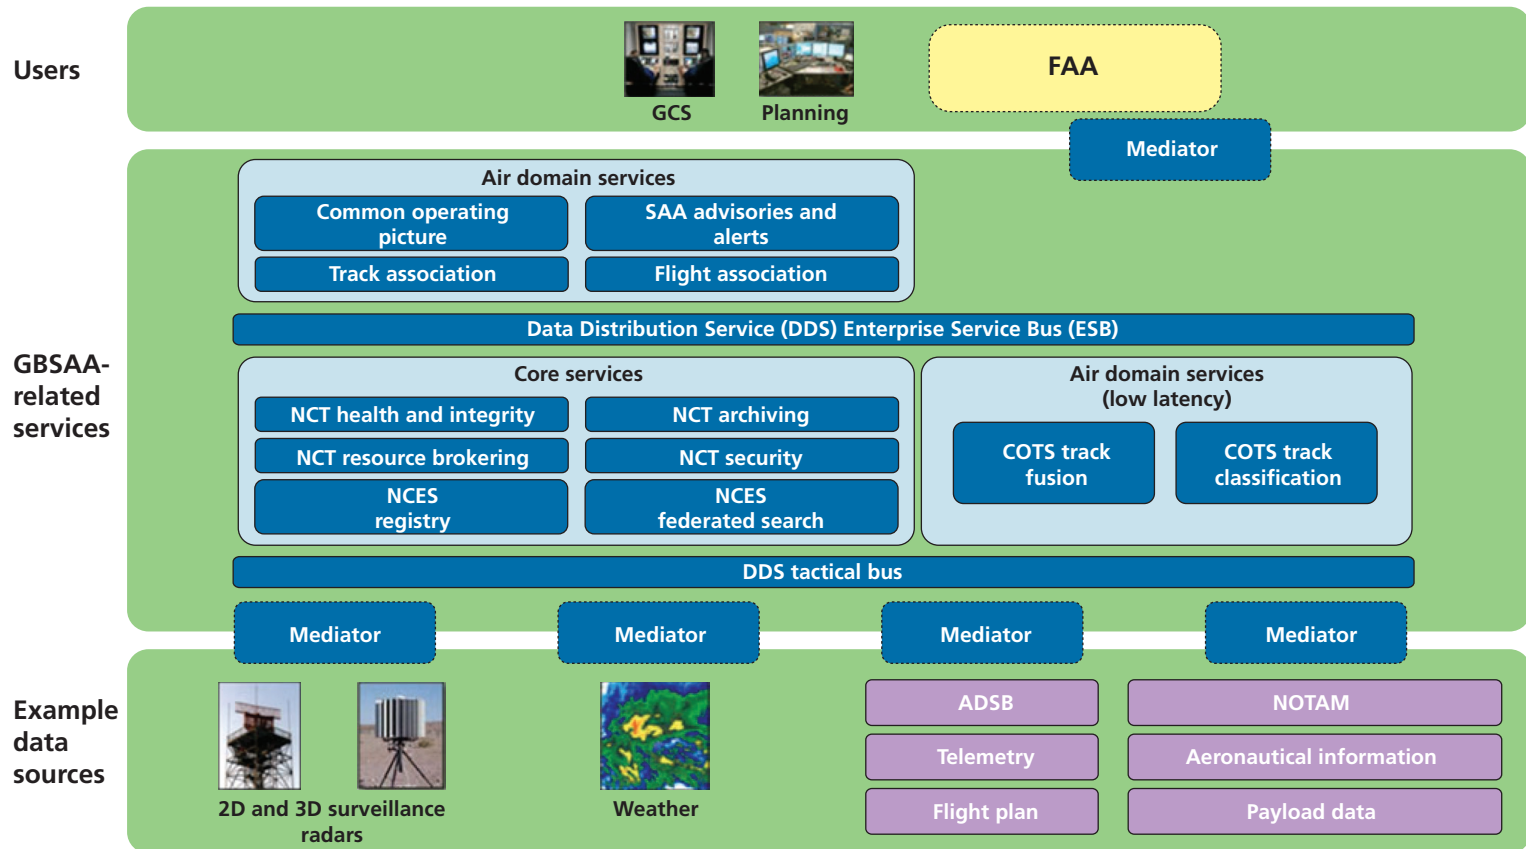 Users
GCS
Planning
FAA
Mediator
GBSAA-
related
services
Air domain services
Common operating
picture
SAA advisories and
alerts
Track association
Flight association
Data Distribution Service (DDS) Enterprise Service Bus (ESB)
Core services
NCT health and integrity
NCT archiving
NCT resource brokering
NCT security
NCES
registry
NCES
federated search
Air domain services
(low latency)
COTS track
fusion
COTS track
classification
DDS tactical bus
Mediator
Mediator
Mediator
Mediator
Example
data
sources
2D and 3D surveillance
radars
Weather
ADSB
NOTAM
Telemetry
Aeronautical information
Flight plan
Payload data